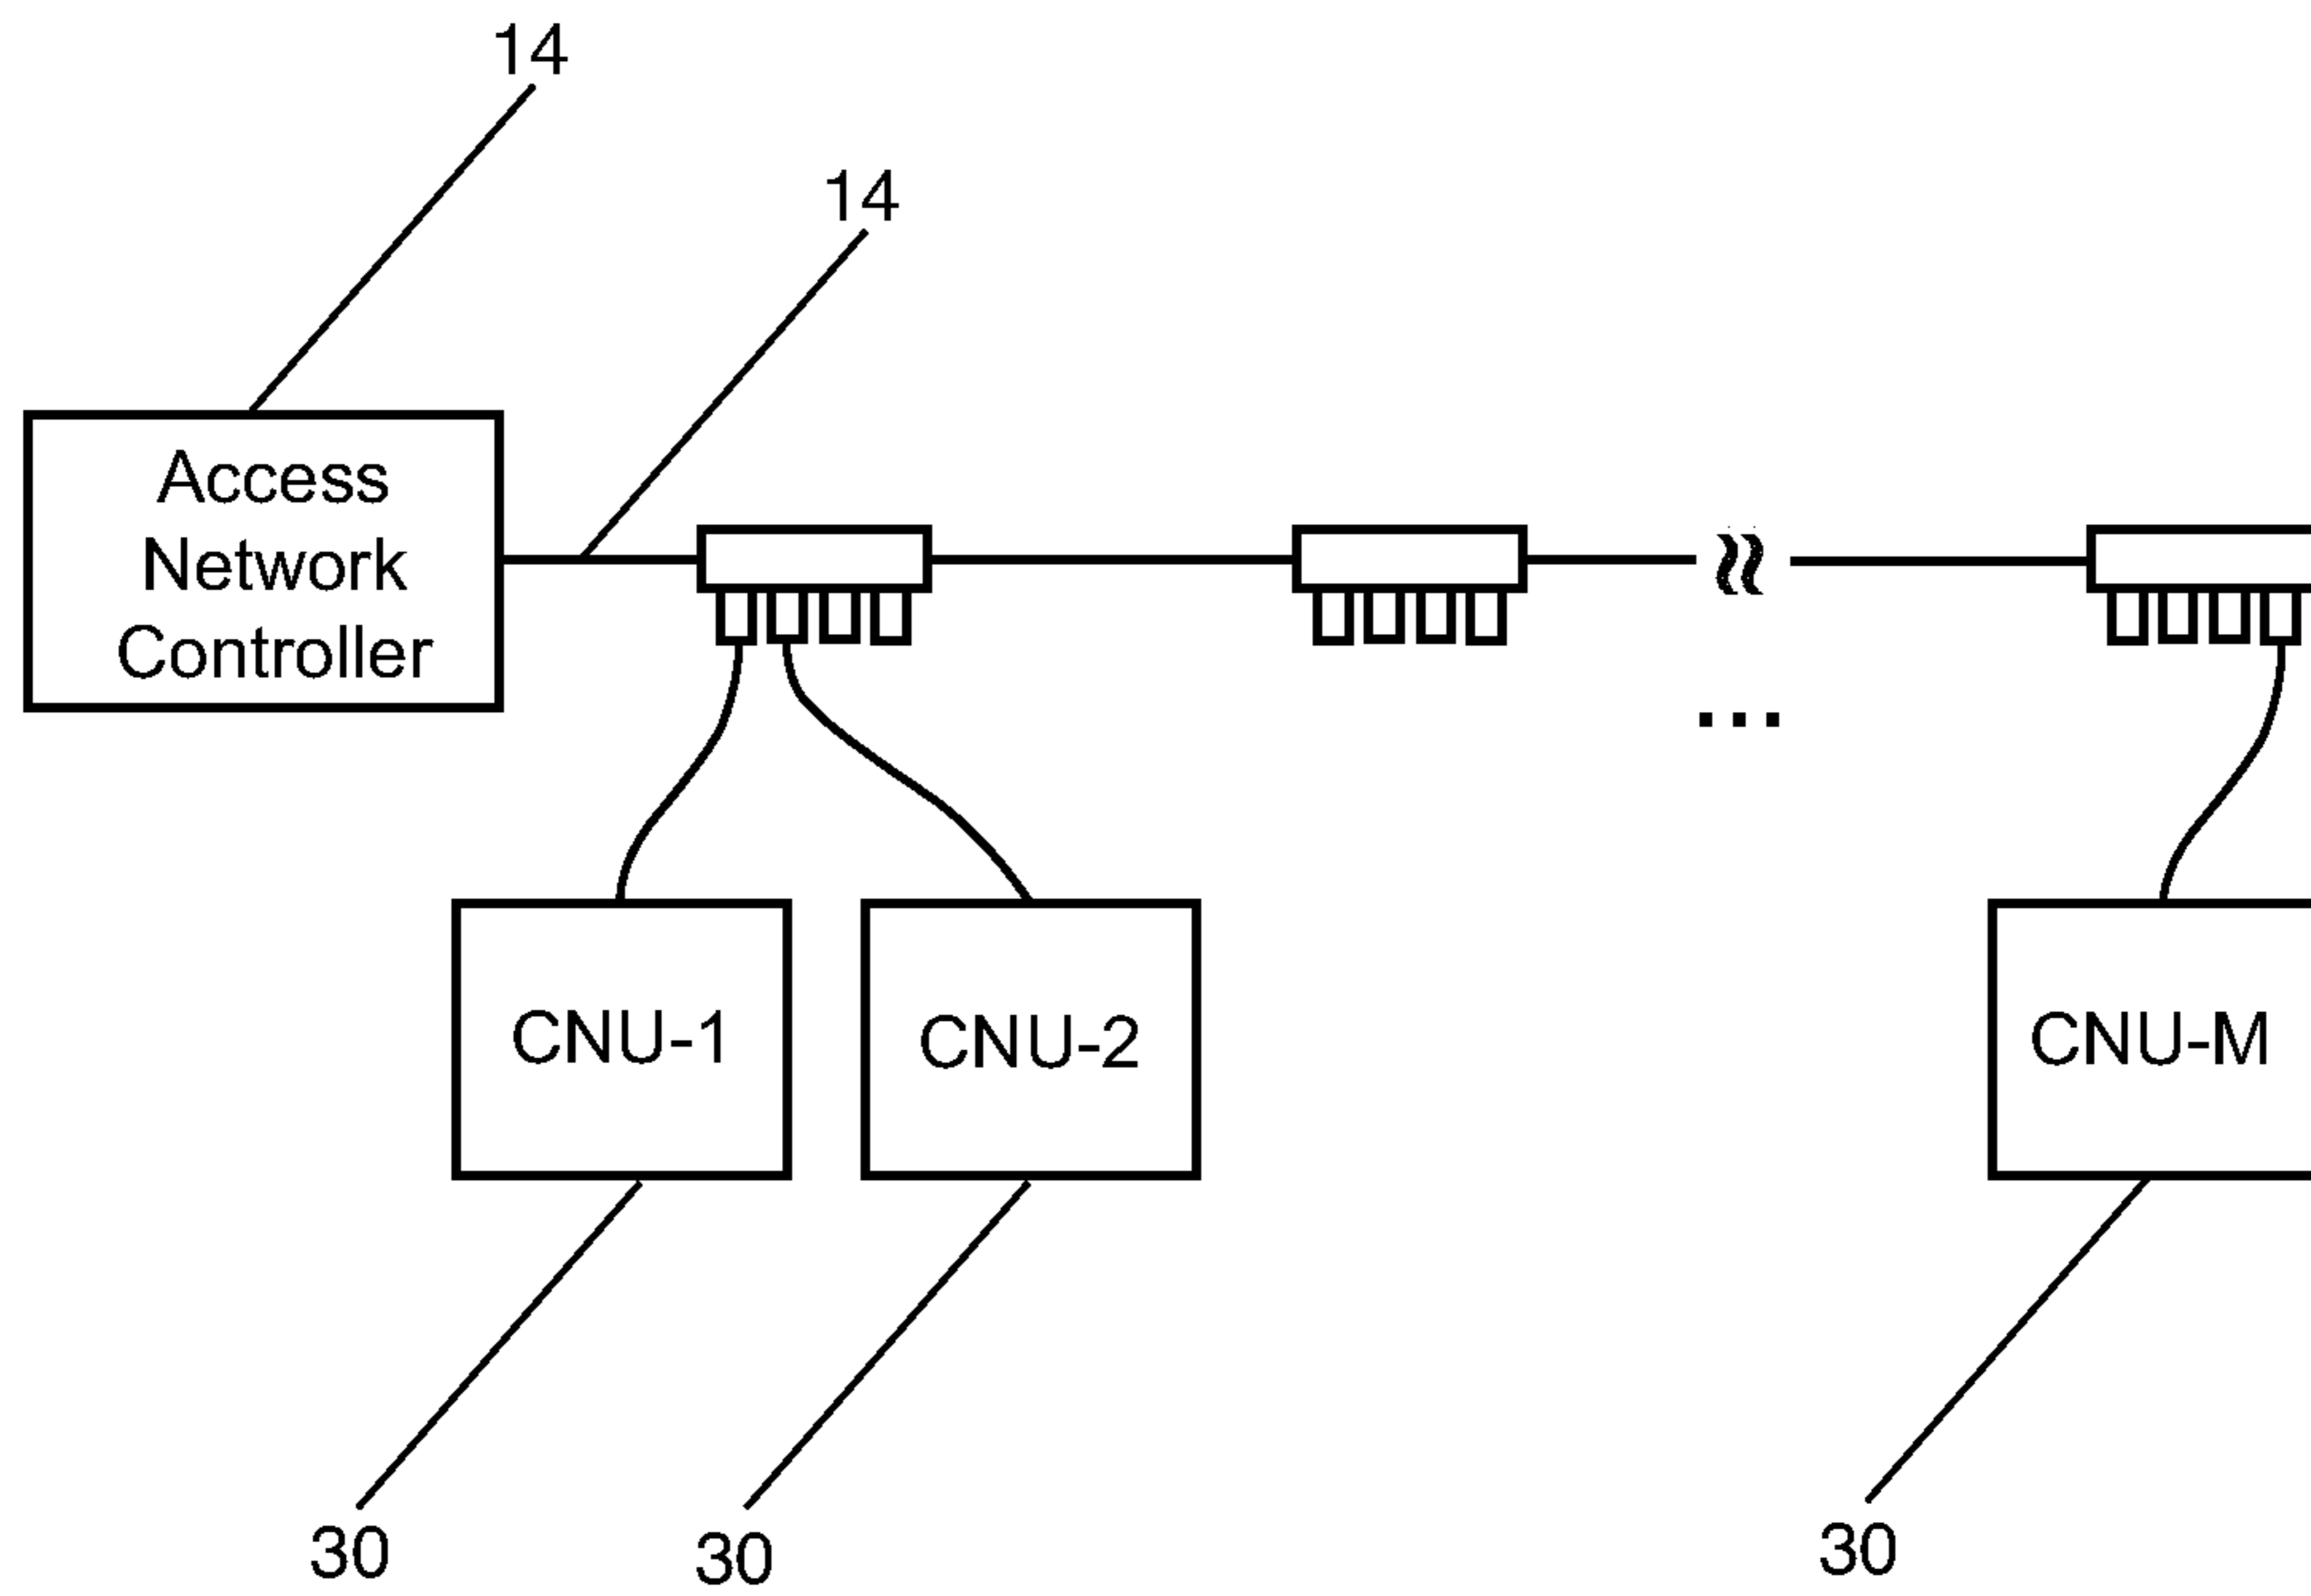 14
14
Access
Network
Controller
...
CNU-1
CNU-2
CNU-M
30
30
30